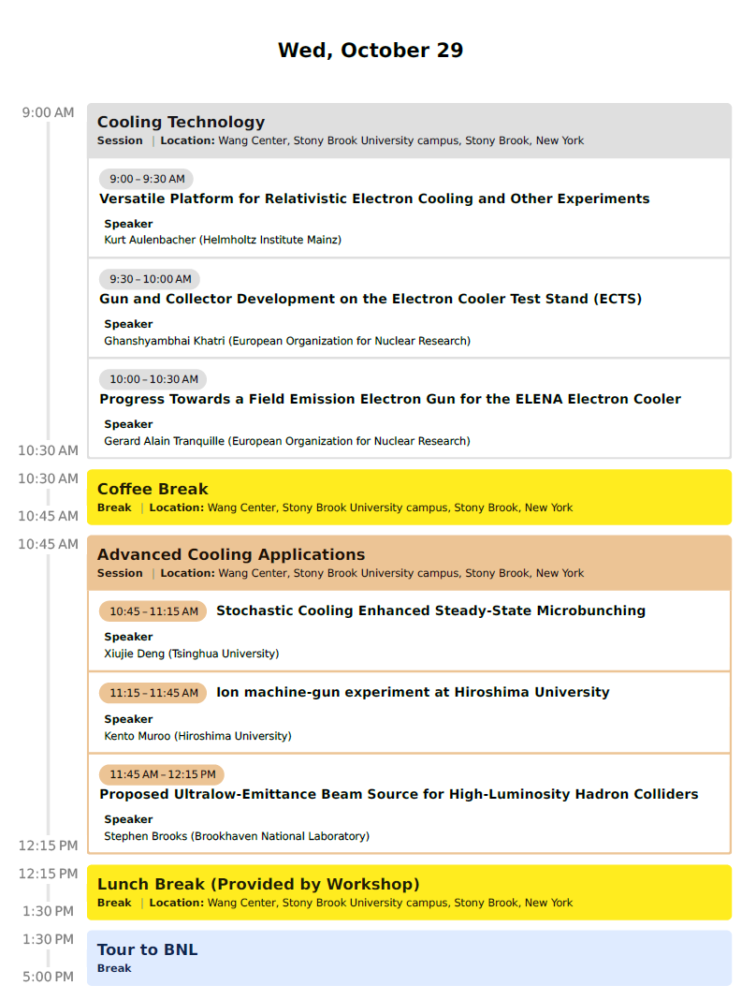 Wed, October 29
9:00 AM
Cooling Technology
Session | Location: Wang Center, Stony Brook University campus, Stony Brook, New York
9:00 – 9:30 AM
Versatile Platform for Relativistic Electron Cooling and Other Experiments
Speaker
Kurt Aulenbacher (Helmholtz Institute Mainz)
9:30 – 10:00 AM
Gun and Collector Development on the Electron Cooler Test Stand (ECTS)
Speaker
Ghanshyambhai Khatri (European Organization for Nuclear Research)
10:00 – 10:30 AM
Progress Towards a Field Emission Electron Gun for the ELENA Electron Cooler
Speaker
Gerard Alain Tranquille (European Organization for Nuclear Research)
10:30 AM
10:30 AM
Coffee Break
Break | Location: Wang Center, Stony Brook University campus, Stony Brook, New York
10:45 AM
10:45 AM
Advanced Cooling Applications
Session | Location: Wang Center, Stony Brook University campus, Stony Brook, New York
10:45 – 11:15 AM Stochastic Cooling Enhanced Steady-State Microbunching
Speaker
Xiujie Deng (Tsinghua University)
11:15 – 11:45 AM Ion machine-gun experiment at Hiroshima University
Speaker
Kento Muroo (Hiroshima University)
11:45 AM – 12:15 PM
Proposed Ultralow-Emittance Beam Source for High-Luminosity Hadron Colliders
Speaker
Stephen Brooks (Brookhaven National Laboratory)
12:15 PM
12:15 PM
Lunch Break (Provided by Workshop)
Break | Location: Wang Center, Stony Brook University campus, Stony Brook, New York
1:30 PM
1:30 PM
Tour to BNL
Break
5:00 PM